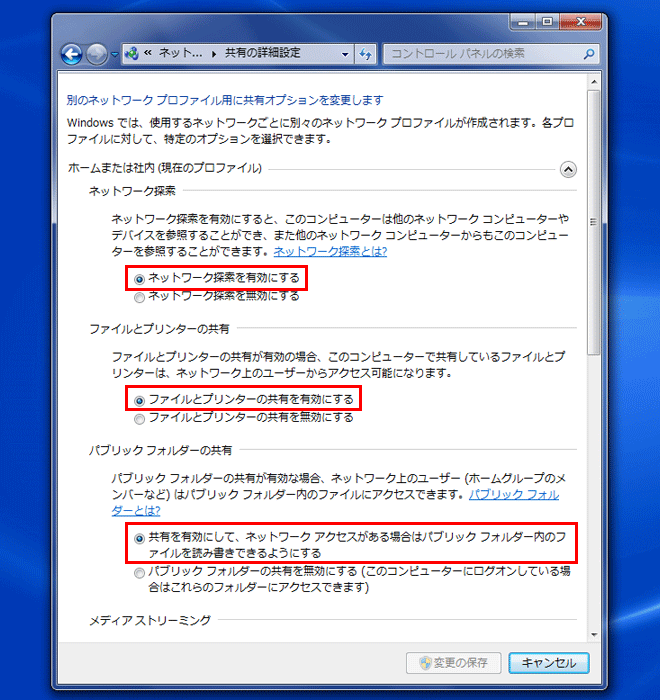 « ネット... ▸ 共有の詳細設定
コントロール パネルの検索
別のネットワーク プロファイル用に共有オプションを変更します
Windows では、使用するネットワークごとに別々のネットワーク プロファイルが作成されます。各プロ
ファイルに対して、特定のオプションを選択できます。
ホームまたは社内 (現在のプロファイル)
ネットワーク探索
ネットワーク探索を有効にすると、このコンピューターは他のネットワーク コンピューターや
デバイスを参照することができ、また他のネットワーク コンピューターからもこのコンピュー
ターを参照することができます。ネットワーク探索とは?
ネットワーク探索を有効にする
ネットワーク探索を無効にする
ファイルとプリンターの共有
ファイルとプリンターの共有が有効の場合、このコンピューターで共有しているファイルとプ
リンターは、ネットワーク上のユーザーからアクセス可能になります。
ファイルとプリンターの共有を有効にする
ファイルとプリンターの共有を無効にする
パブリック フォルダーの共有
パブリック フォルダーの共有が有効な場合、ネットワーク上のユーザー (ホームグループのメ
ンバーなど) はパブリック フォルダー内のファイルにアクセスできます。パブリック フォル
ダーとは?
共有を有効にして、ネットワーク アクセスがある場合はパブリック フォルダー内のフ
ァイルを読み書きできるようにする
パブリック フォルダーの共有を無効にする (このコンピューターにログオンしている場
合はこれらのフォルダーにアクセスできます)
メディア ストリーミング
変更の保存
キャンセル